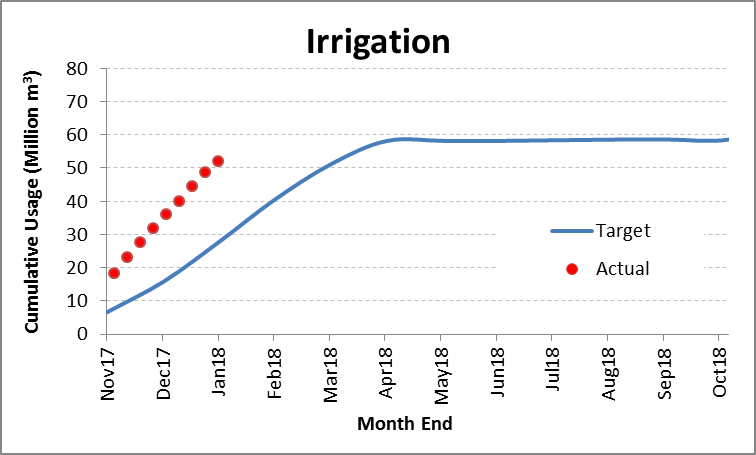 Irrigation
Cumulative Usage (Million m³)
80
70
60
50
40
30
20
10
0
Target
Actual
Nov17
Dec17
Jan18
Feb18
Mar18
Apr18
May18
Jun18
Jul18
Aug18
Sep18
Oct18
Month End